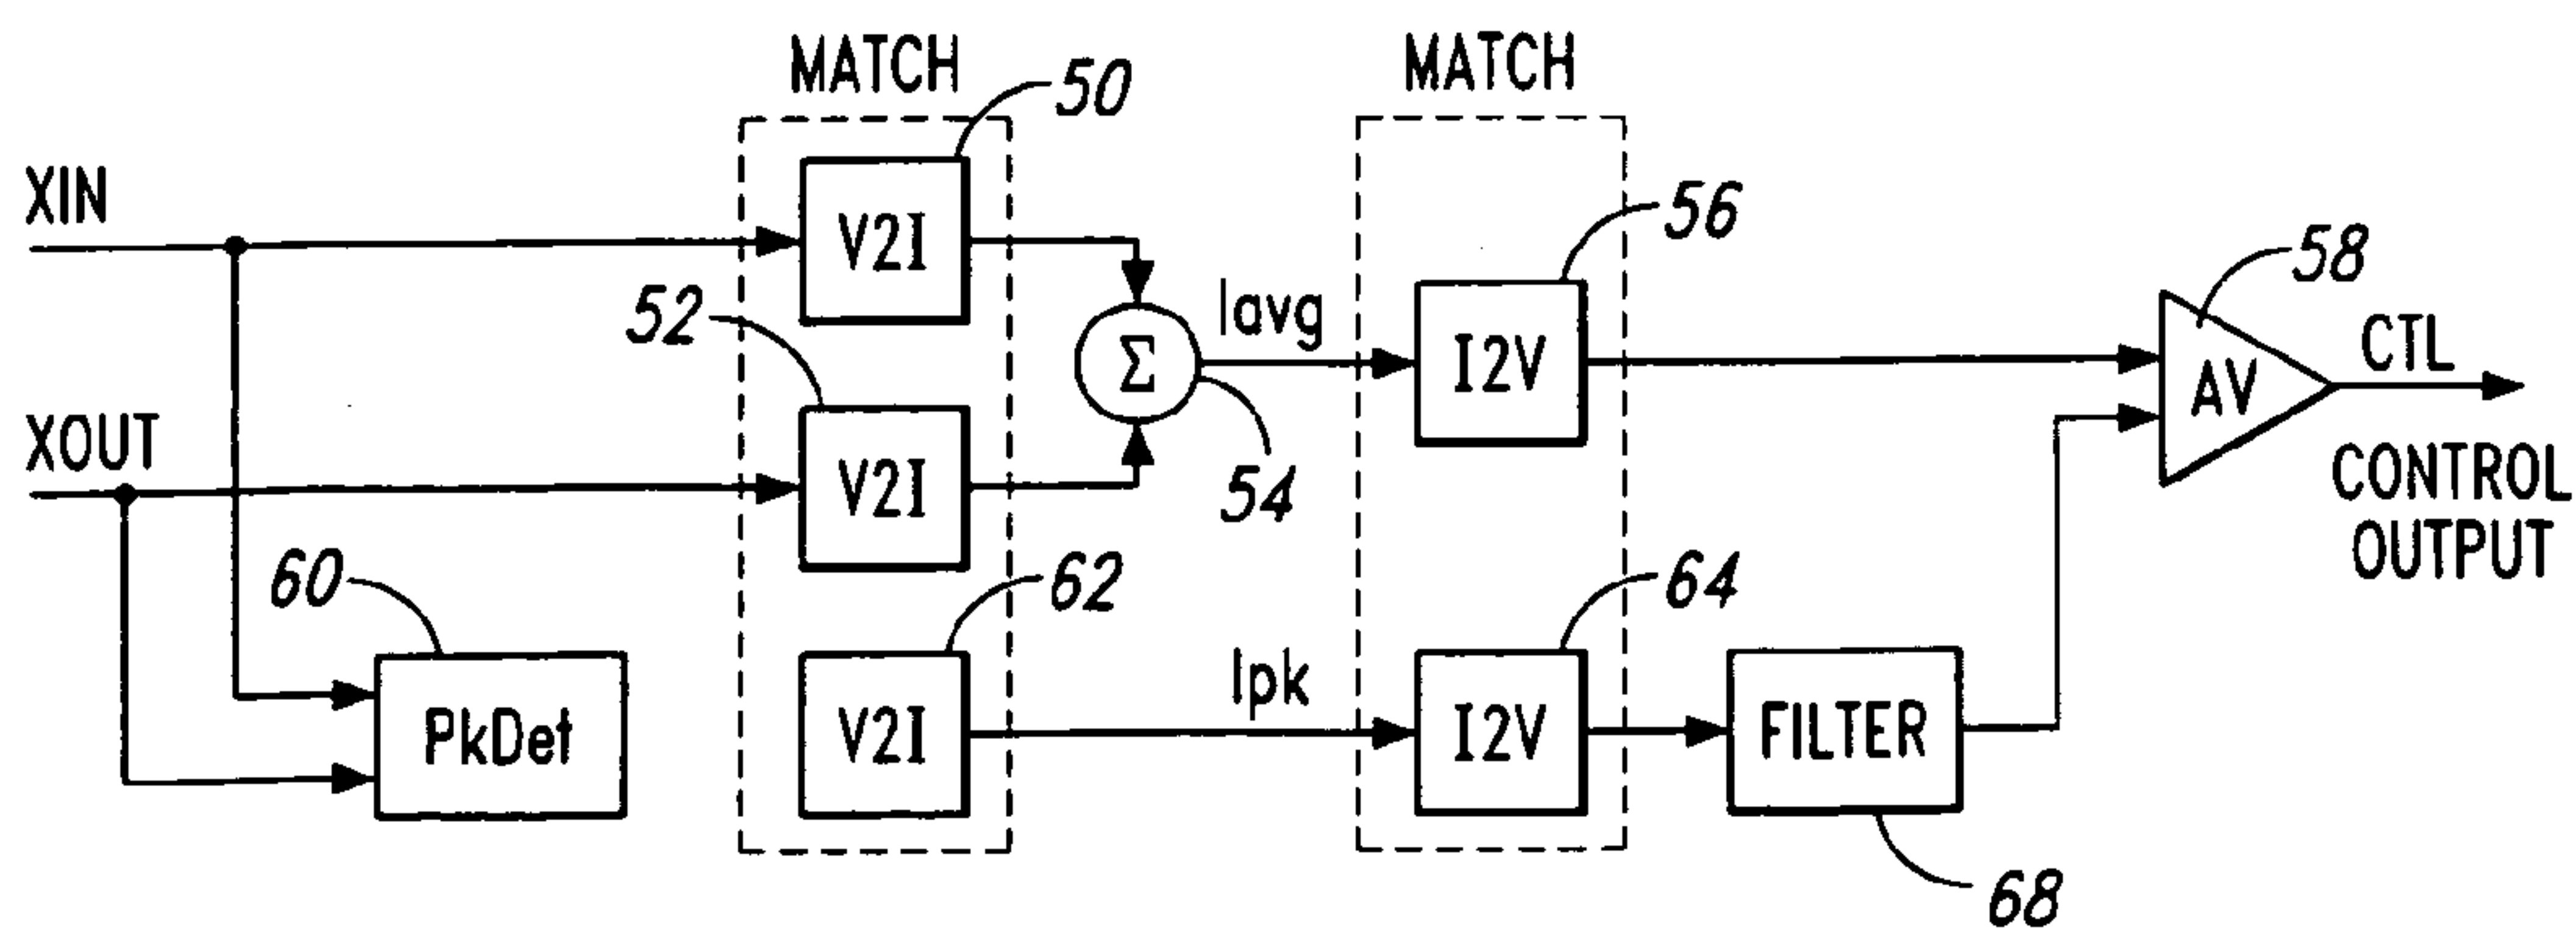 MATCH
MATCH
50
XIN
V2I
56
58
52
Iavg
CTL
Σ
I2V
AV
XOUT
V2I
54
CONTROL
OUTPUT
60
62
64
Ipk
PkDet
V2I
I2V
FILTER
68